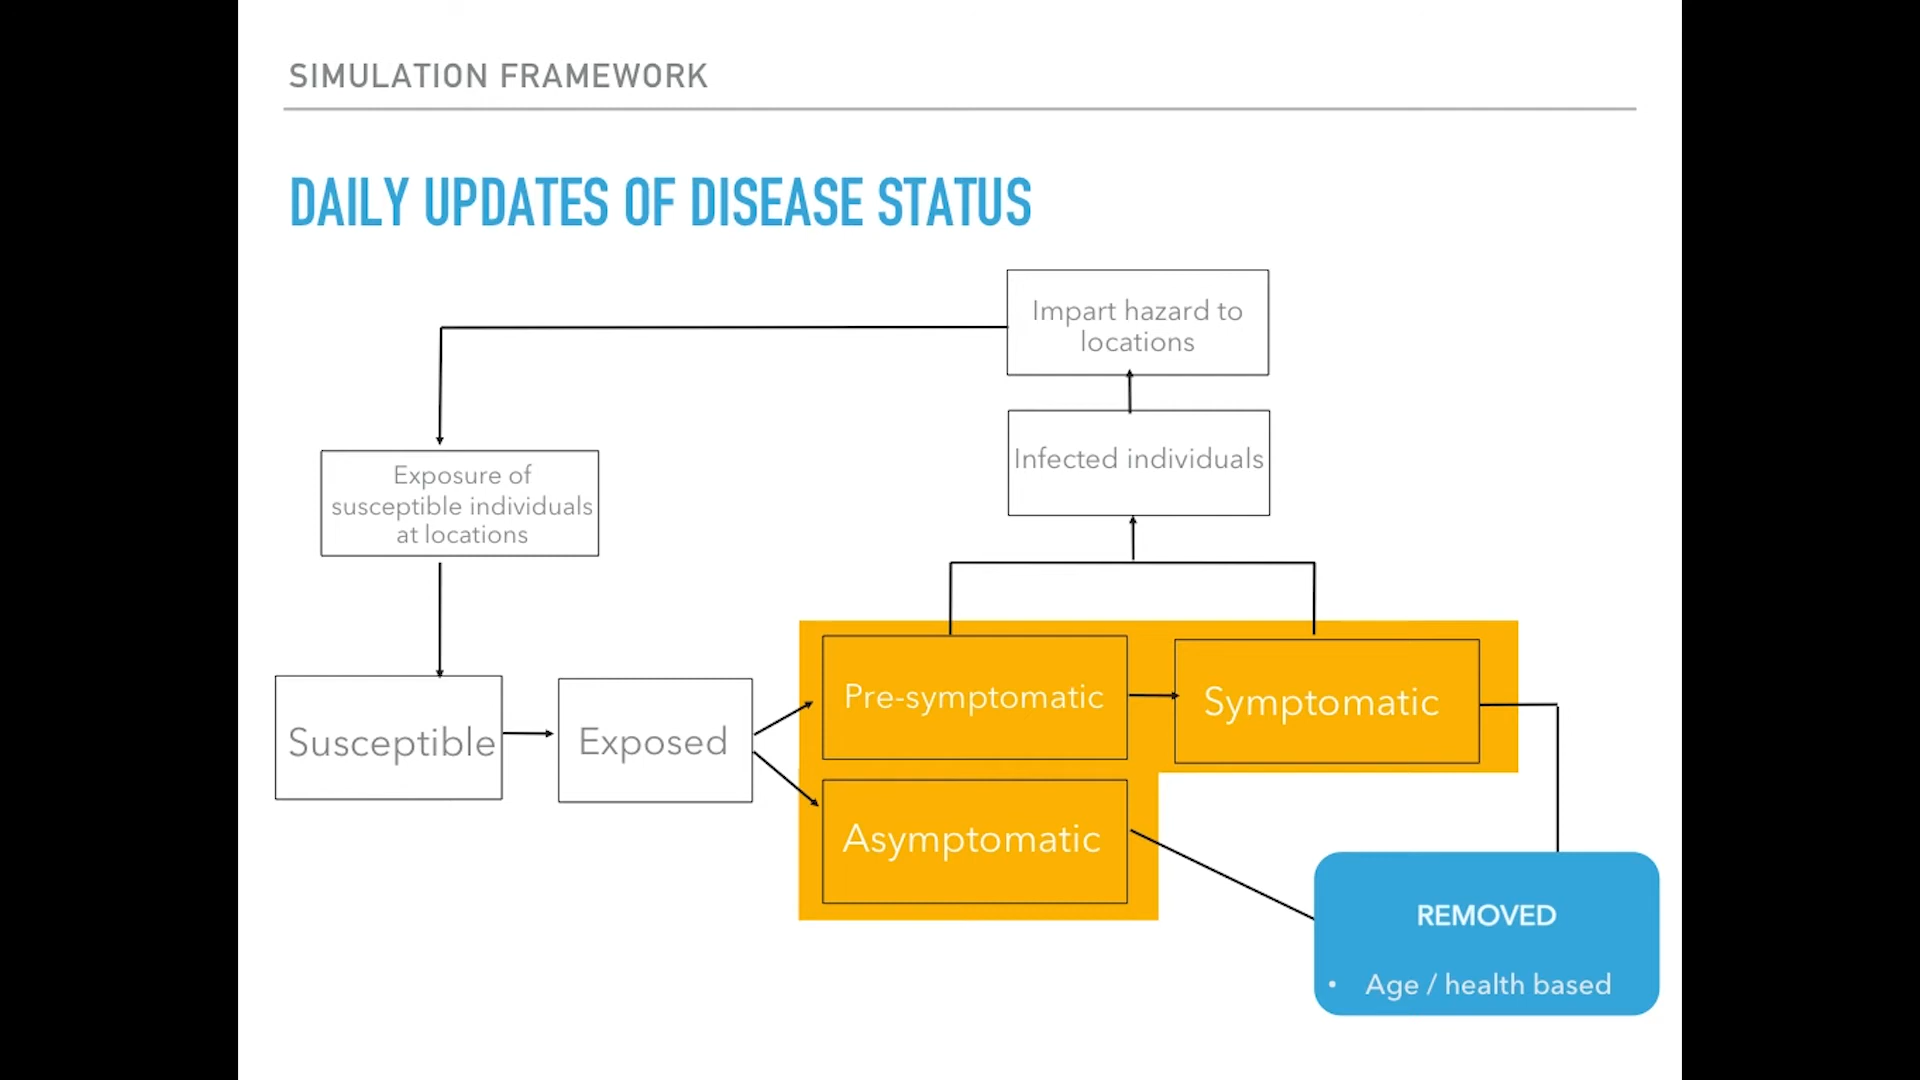 SIMULATION FRAMEWORK
DAILY UPDATES OF DISEASE STATUS
Impart hazard to
locations
Infected individuals
Exposure of
susceptible individuals
at locations
Susceptible
Exposed
Pre-symptomatic
Symptomatic
Asymptomatic
REMOVED
• Age / health based